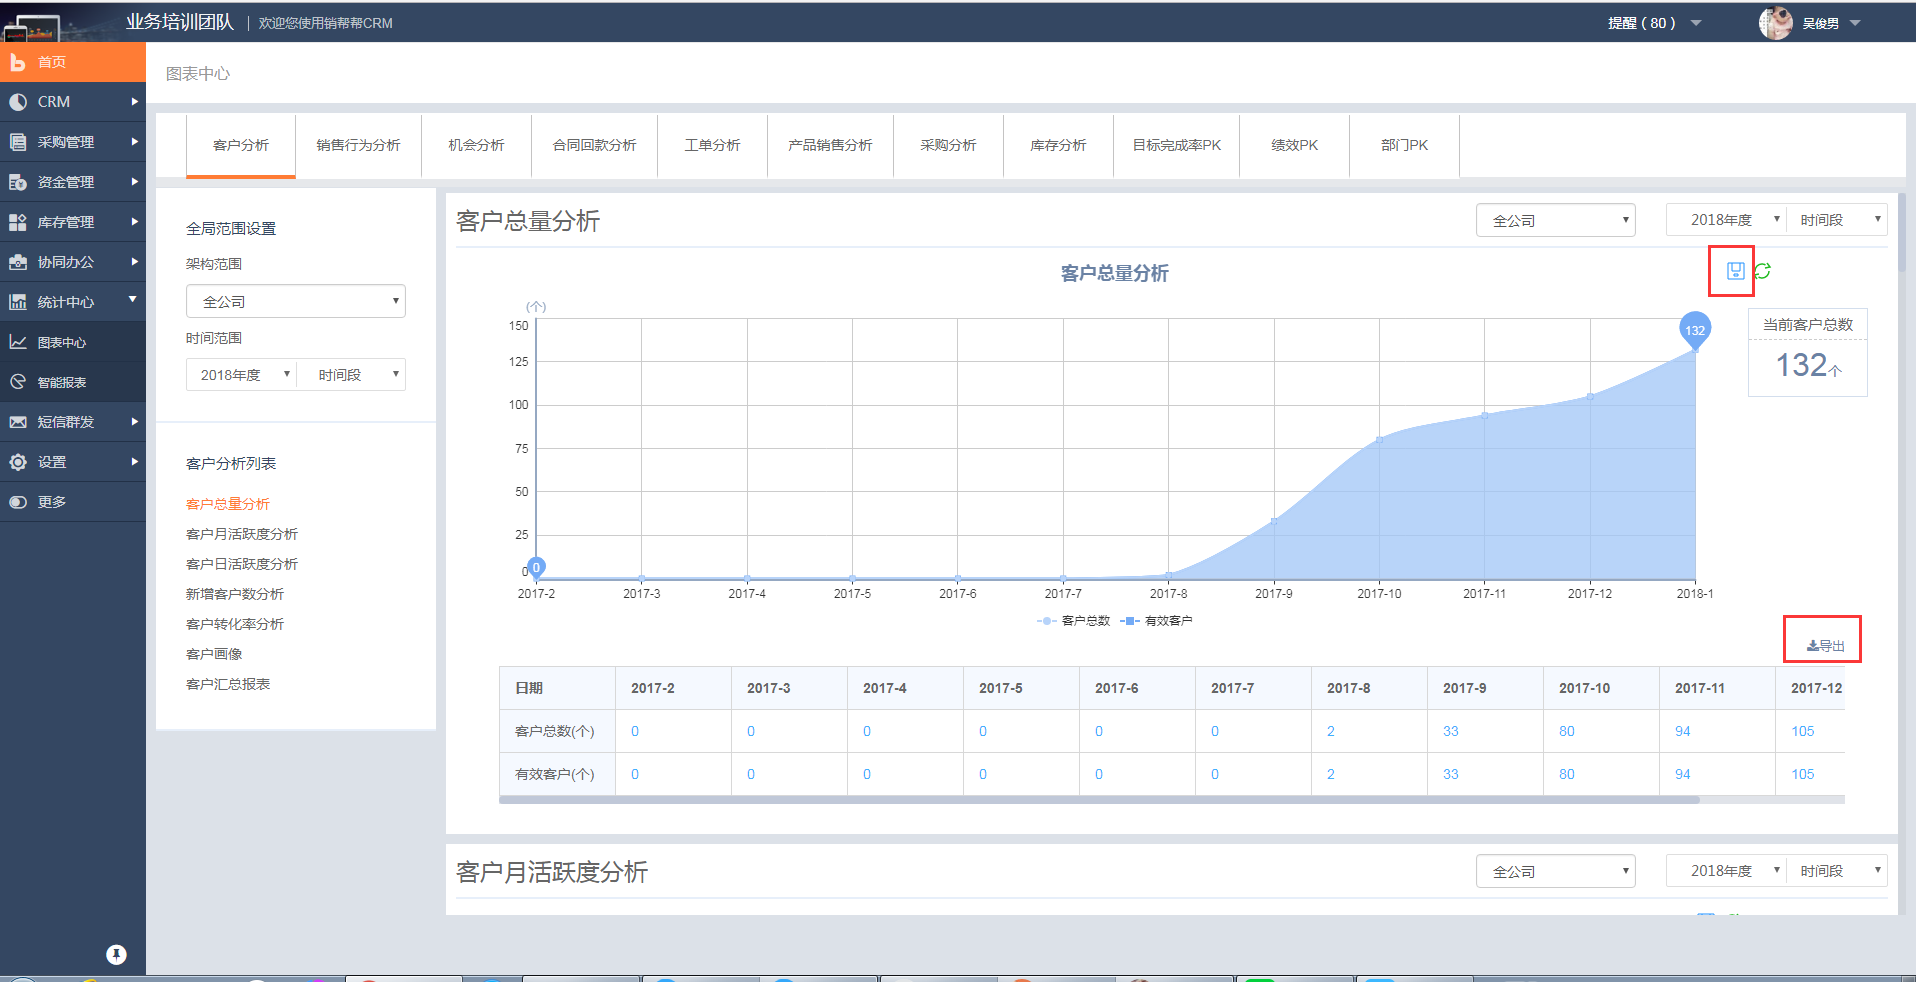 业务培训团队 | 欢迎您使用销帮帮CRM
提醒 ( 80 )
吴俊男
首页
CRM
采购管理
资金管理
库存管理
协同办公
统计中心
图表中心
智能报表
短信群发
设置
更多
图表中心
客户分析 销售行为分析 机会分析 合同回款分析 工单分析 产品销售分析 采购分析 库存分析 目标完成率PK 绩效PK 部门PK
全局范围设置
架构范围
全公司
时间范围
2018年度 时间段
客户分析列表
客户总量分析
客户月活跃度分析
客户日活跃度分析
新增客户数分析
客户转化率分析
客户画像
客户汇总报表
客户总量分析
全公司 2018年度 时间段
客户总量分析
(个)
150
125
100
75
50
25
0
0
132
2017-2 2017-3 2017-4 2017-5 2017-6 2017-7 2017-8 2017-9 2017-10 2017-11 2017-12 2018-1
客户总数 有效客户
当前客户总数
132个
导出
日期 2017-2 2017-3 2017-4 2017-5 2017-6 2017-7 2017-8 2017-9 2017-10 2017-11 2017-12
客户总数(个) 0 0 0 0 0 0 2 33 80 94 105
有效客户(个) 0 0 0 0 0 0 2 33 80 94 105
客户月活跃度分析
全公司 2018年度 时间段